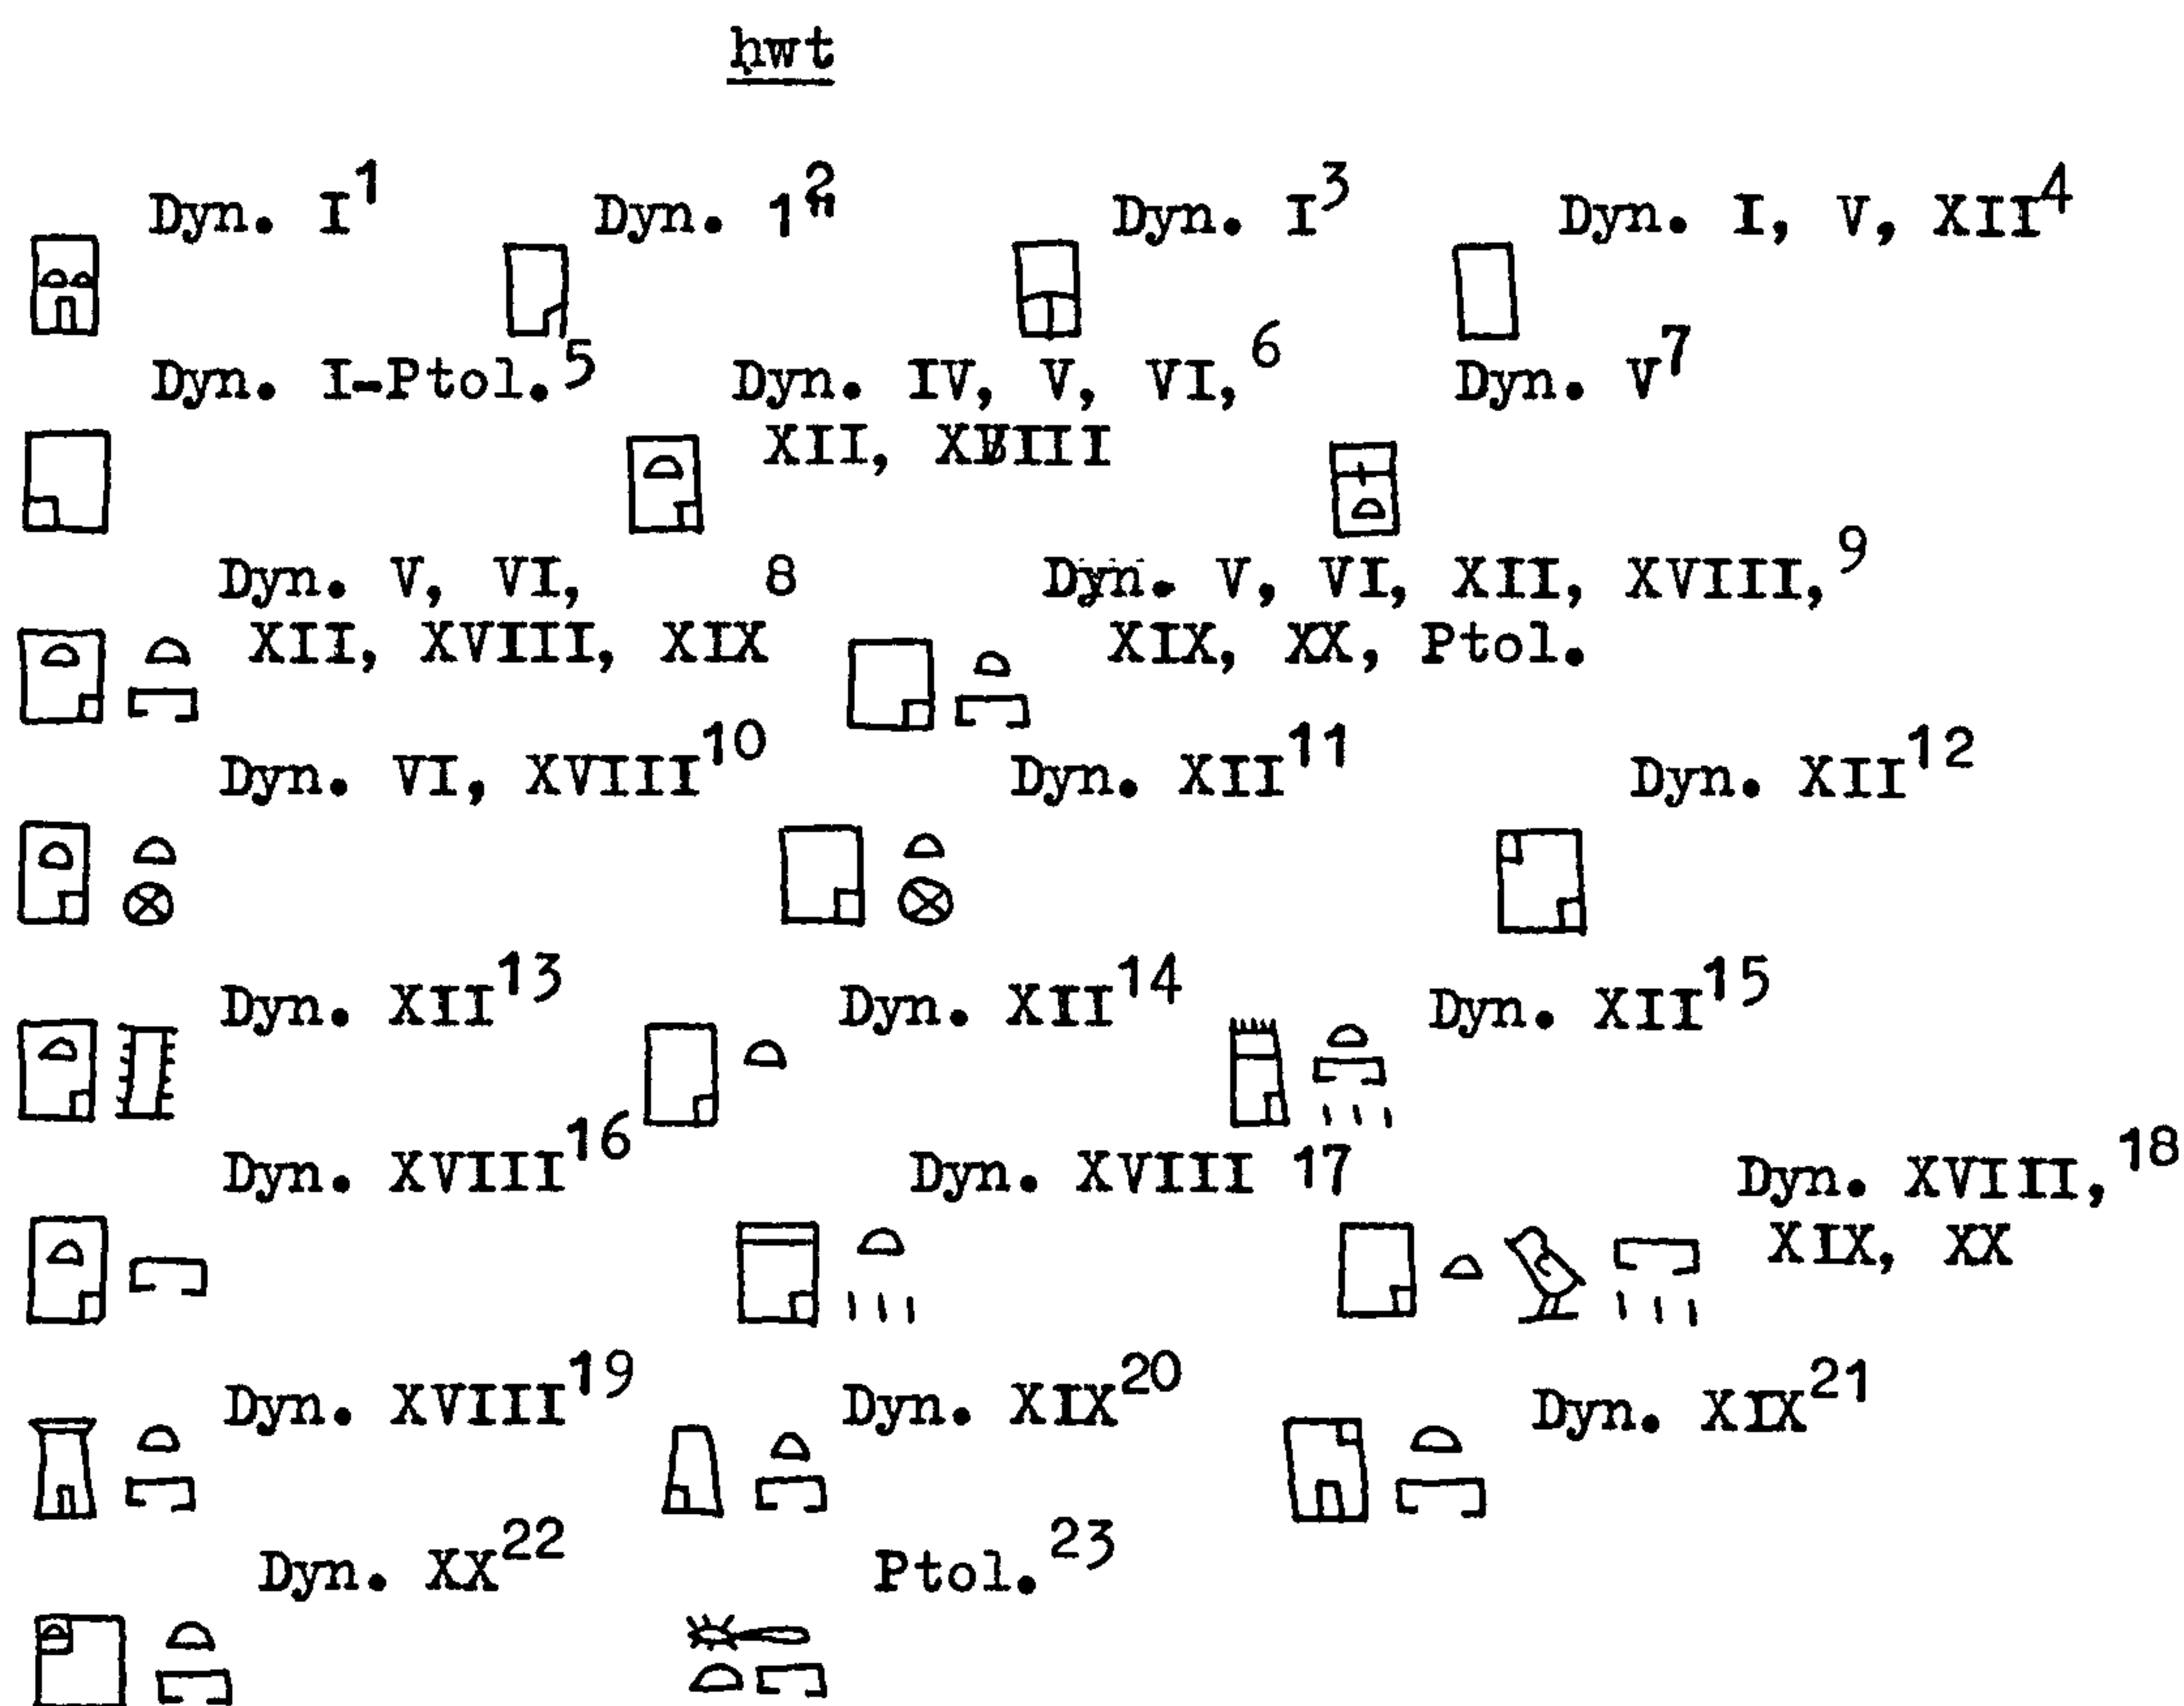 ḥwt
Dyn. I¹ Dyn. 1² Dyn. I³ Dyn. I, V, XII⁴
Dyn. I-Ptol.⁵ Dyn. IV, V, VI,⁶ Dyn. V⁷
XII, XVIII
Dyn. V, VI, ⁸ Dyn. V, VI, XII, XVIII,⁹
XII, XVIII, XIX XIX, XX, Ptol.
Dyn. VI, XVIII¹⁰ Dyn. XII¹¹ Dyn. XII¹²
Dyn. XII¹³ Dyn. XII¹⁴ Dyn. XII¹⁵
Dyn. XVIII¹⁶ Dyn. XVIII ¹⁷ Dyn. XVIII,¹⁸
XIX, XX
Dyn. XVIII¹⁹ Dyn. XIX²⁰ Dyn. XIX²¹
Dyn. XX²² Ptol.²³